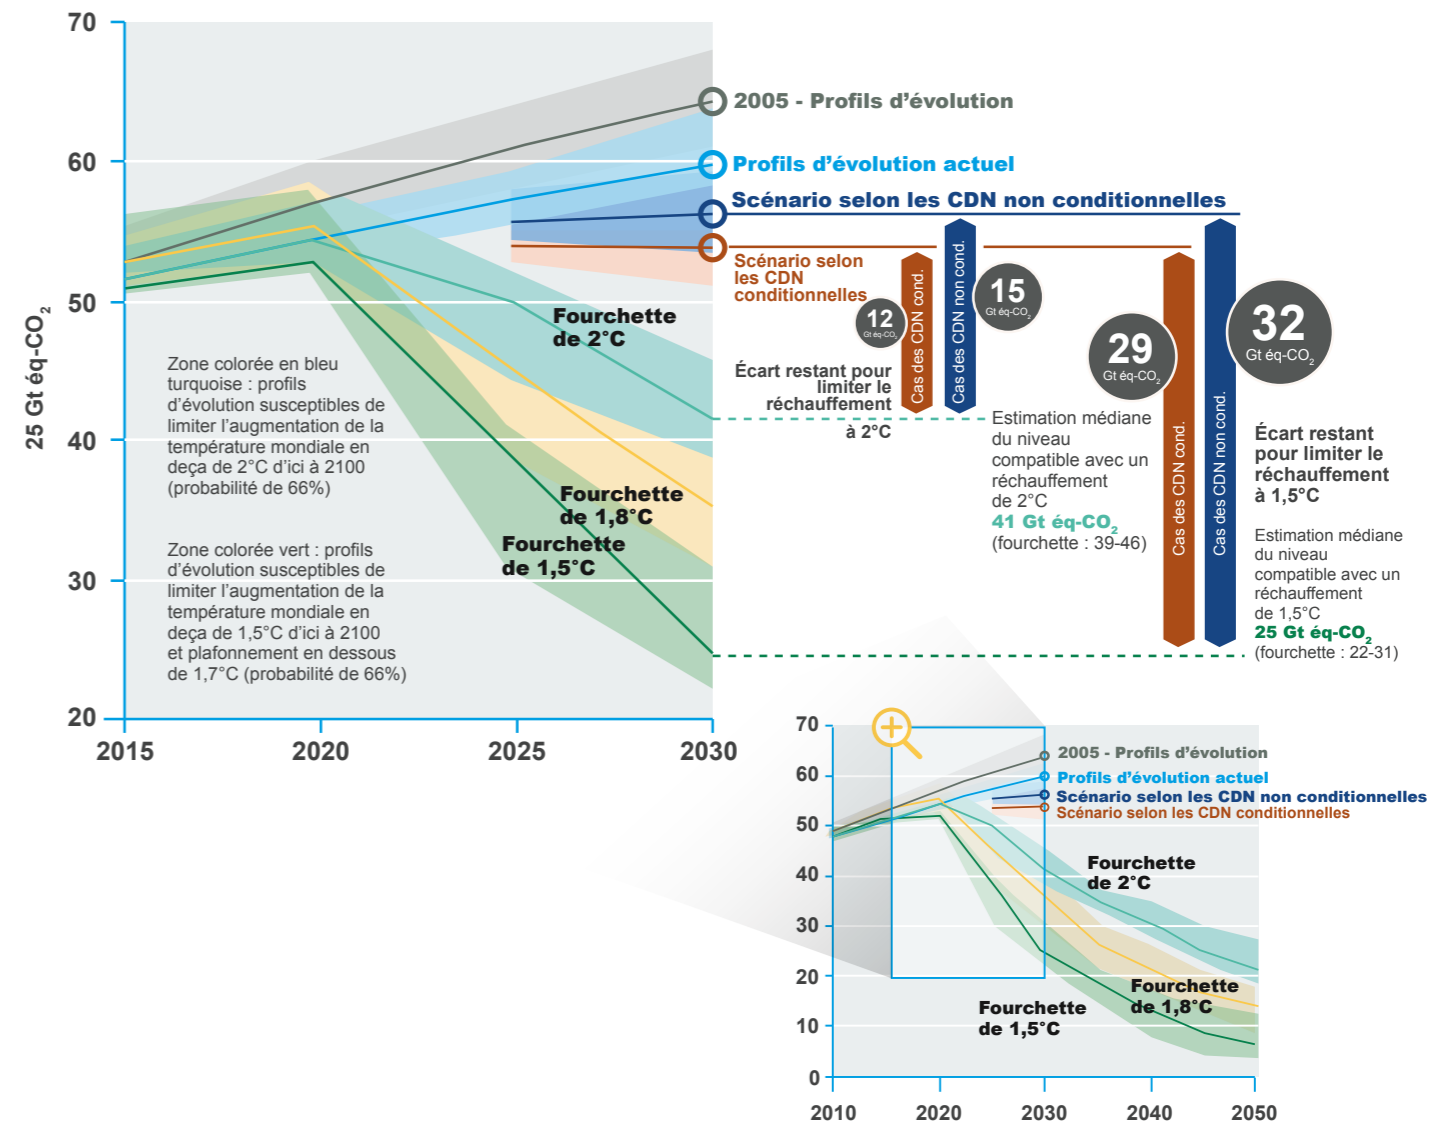 70
60
50
40
30
20
25 Gt éq-CO2
2015
2020
2025
2030
2005 - Profils d'évolution
Profils d'évolution actuel
Scénario selon les CDN non conditionnelles
Scénario selon
les CDN
conditionnelles
Fourchette
de 2°C
Fourchette
de 1,8°C
Fourchette
de 1,5°C
Zone colorée en bleu
turquoise : profils
d'évolution susceptibles de
limiter l'augmentation de la
température mondiale en
deça de 2°C d'ici à 2100
(probabilité de 66%)
Zone colorée vert : profils
d'évolution susceptibles de
limiter l'augmentation de la
température mondiale en
deça de 1,5°C d'ici à 2100
et plafonnement en dessous
de 1,7°C (probabilité de 66%)
12
Gt éq-CO2
Cas des CDN cond.
Cas des CDN non cond.
15
Gt éq-CO2
Écart restant pour
limiter le
réchauffement
à 2°C
Estimation médiane
du niveau
compatible avec un
réchauffement
de 2°C
41 Gt éq-CO2
(fourchette : 39-46)
29
Gt éq-CO2
Cas des CDN cond.
Cas des CDN non cond.
32
Gt éq-CO2
Écart restant
pour limiter le
réchauffement
à 1,5°C
Estimation médiane
du niveau
compatible avec un
réchauffement
de 1,5°C
25 Gt éq-CO2
(fourchette : 22-31)
70
60
50
40
30
20
10
0
2010
2020
2030
2040
2050
2005 - Profils d'évolution
Profils d'évolution actuel
Scénario selon les CDN non conditionnelles
Scénario selon les CDN conditionnelles
Fourchette
de 2°C
Fourchette
de 1,8°C
Fourchette
de 1,5°C